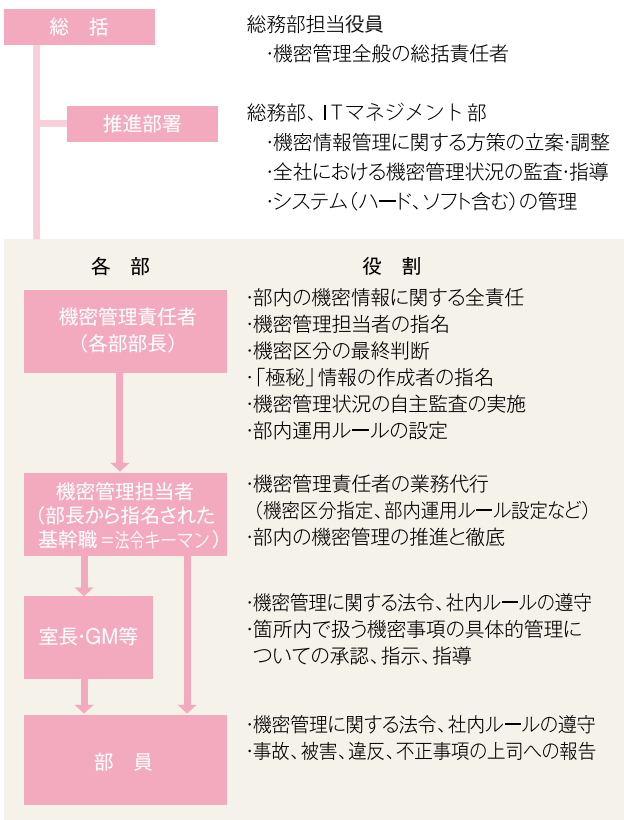 総 括
総務部担当役員
･機密管理全般の総括責任者
推進部署
総務部、ITマネジメント部
･機密情報管理に関する方策の立案･調整
･全社における機密管理状況の監査･指導
･システム(ハード、ソフト含む)の管理
各 部
役 割
機密管理責任者
(各部部長)
･部内の機密情報に関する全責任
･機密管理担当者の指名
･機密区分の最終判断
･「極秘」情報の作成者の指名
･機密管理状況の自主監査の実施
･部内運用ルールの設定
機密管理担当者
(部長から指名された
基幹職=法令キーマン)
･機密管理責任者の業務代行
(機密区分指定、部内運用ルール設定など)
･部内の機密管理の推進と徹底
室長･GM等
･機密管理に関する法令、社内ルールの遵守
･箇所内で扱う機密事項の具体的管理に
ついての承認、指示、指導
部 員
･機密管理に関する法令、社内ルールの遵守
･事故、被害、違反、不正事項の上司への報告